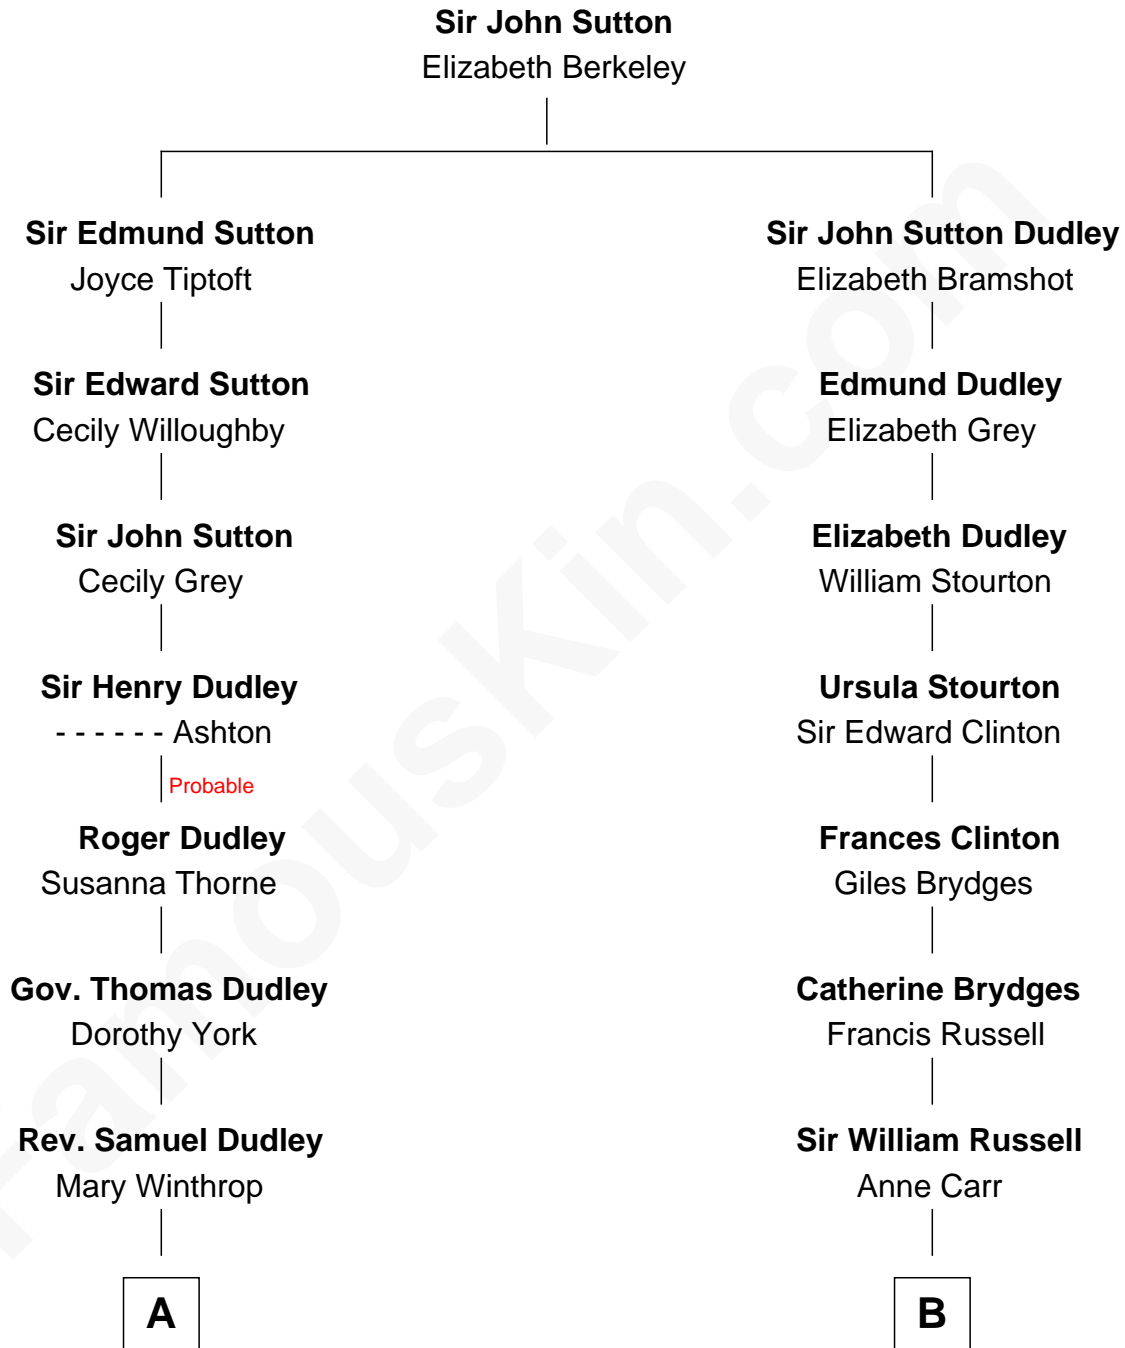 Sir John Sutton
Elizabeth Berkeley
Sir Edmund Sutton
Joyce Tiptoft
Sir Edward Sutton
Cecily Willoughby
Sir John Sutton
Cecily Grey
Sir Henry Dudley
- - - - - - Ashton
Probable
Roger Dudley
Susanna Thorne
Gov. Thomas Dudley
Dorothy York
Rev. Samuel Dudley
Mary Winthrop
A
Sir John Sutton Dudley
Elizabeth Bramshot
Edmund Dudley
Elizabeth Grey
Elizabeth Dudley
William Stourton
Ursula Stourton
Sir Edward Clinton
Frances Clinton
Giles Brydges
Catherine Brydges
Francis Russell
Sir William Russell
Anne Carr
B
FamousKin.com